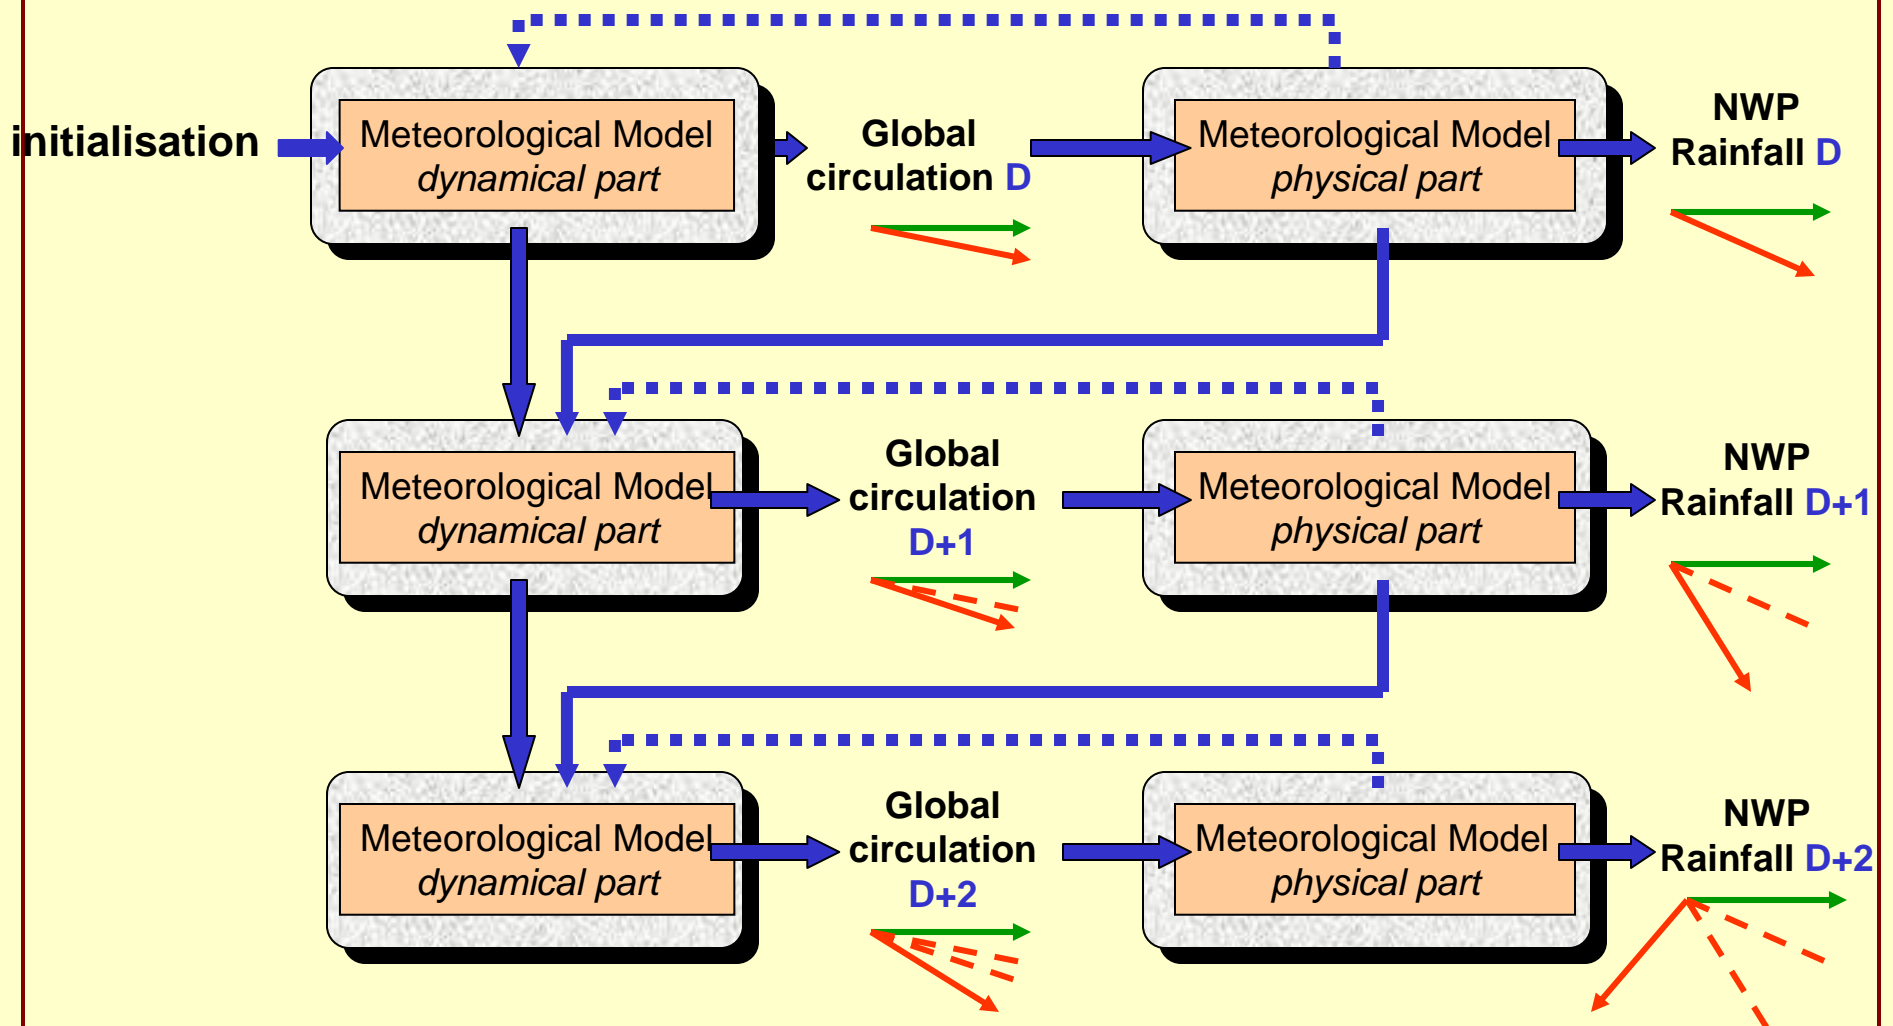 initialisation
Meteorological Model
dynamical part
Global
circulation D
Meteorological Model
physical part
NWP
Rainfall D
Meteorological Model
dynamical part
Global
circulation
D+1
Meteorological Model
physical part
NWP
Rainfall D+1
Meteorological Model
dynamical part
Global
circulation
D+2
Meteorological Model
physical part
NWP
Rainfall D+2